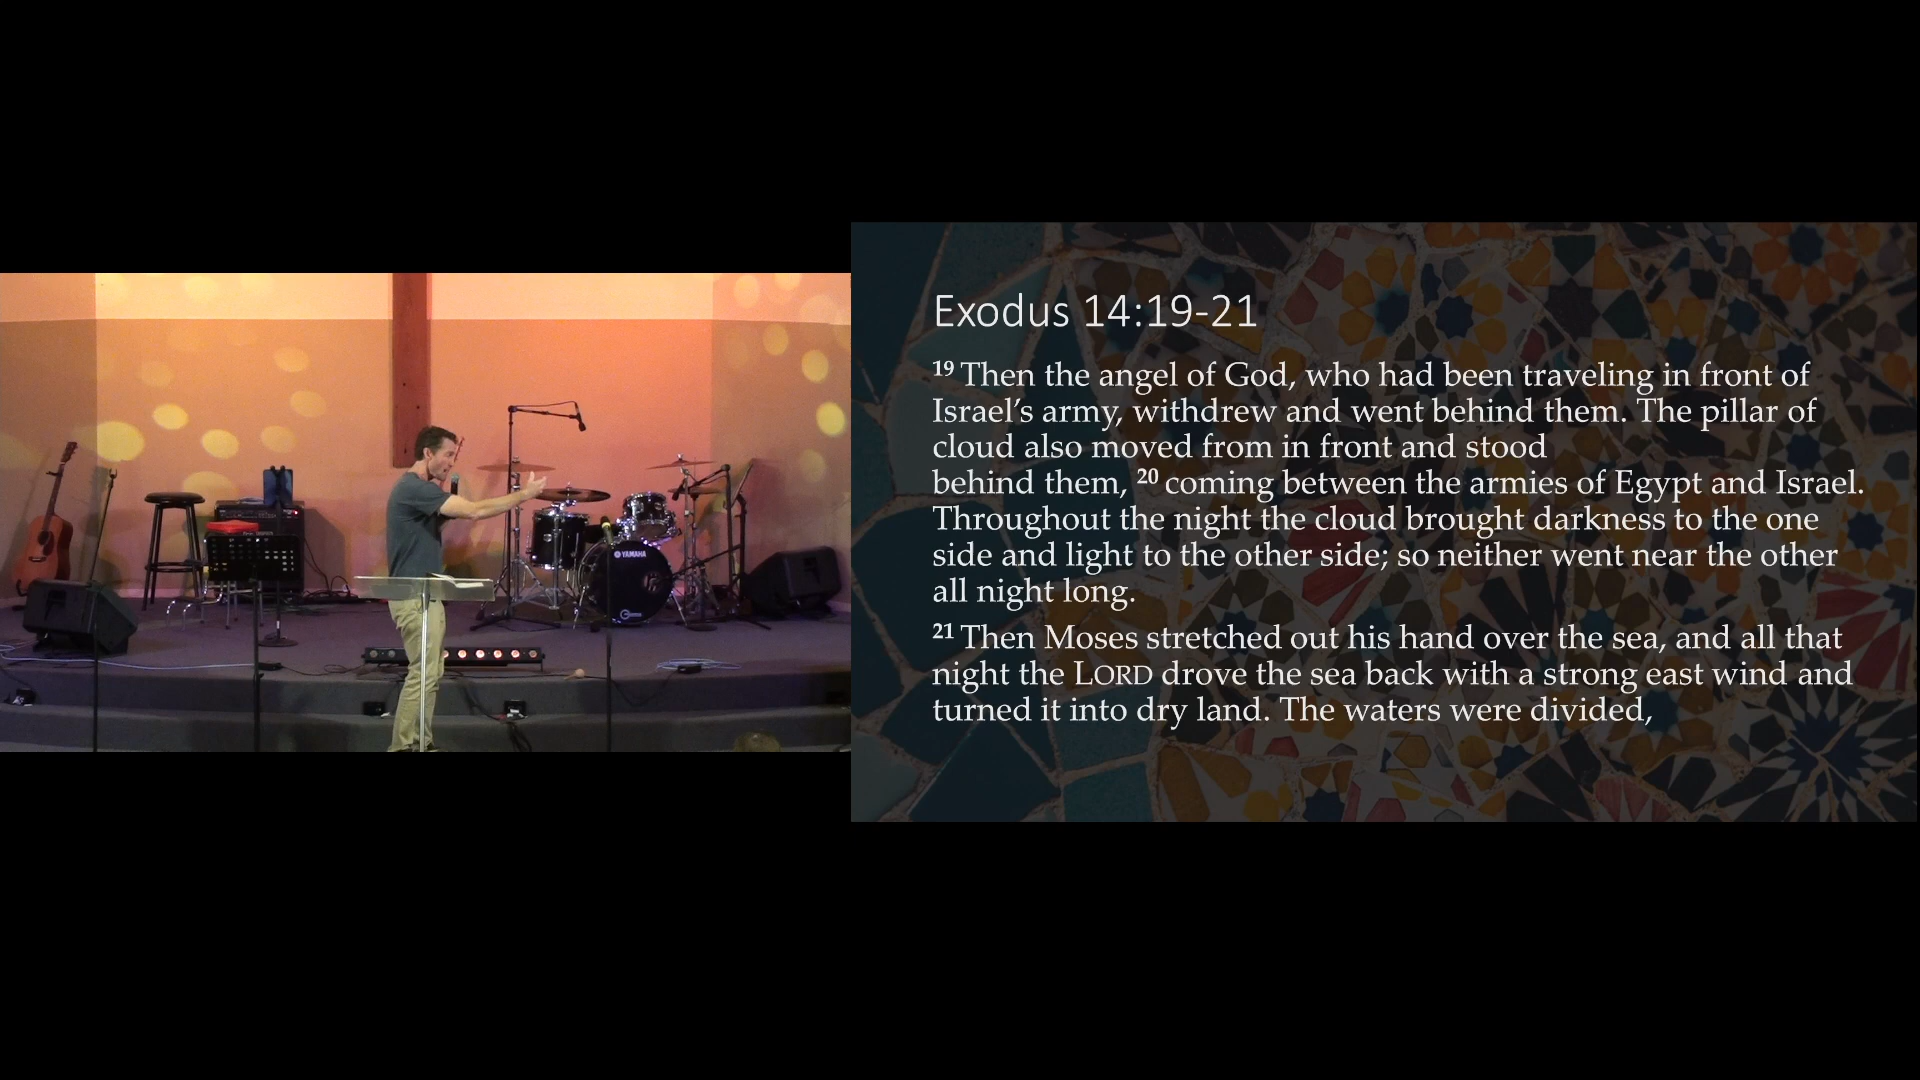 Exodus 14:19-21
19 Then the angel of God, who had been traveling in front of
Israel’s army, withdrew and went behind them. The pillar of
cloud also moved from in front and stood
behind them, 20 coming between the armies of Egypt and Israel.
Throughout the night the cloud brought darkness to the one
side and light to the other side; so neither went near the other
all night long.
21 Then Moses stretched out his hand over the sea, and all that
night the LORD drove the sea back with a strong east wind and
turned it into dry land. The waters were divided,
YAMAHA